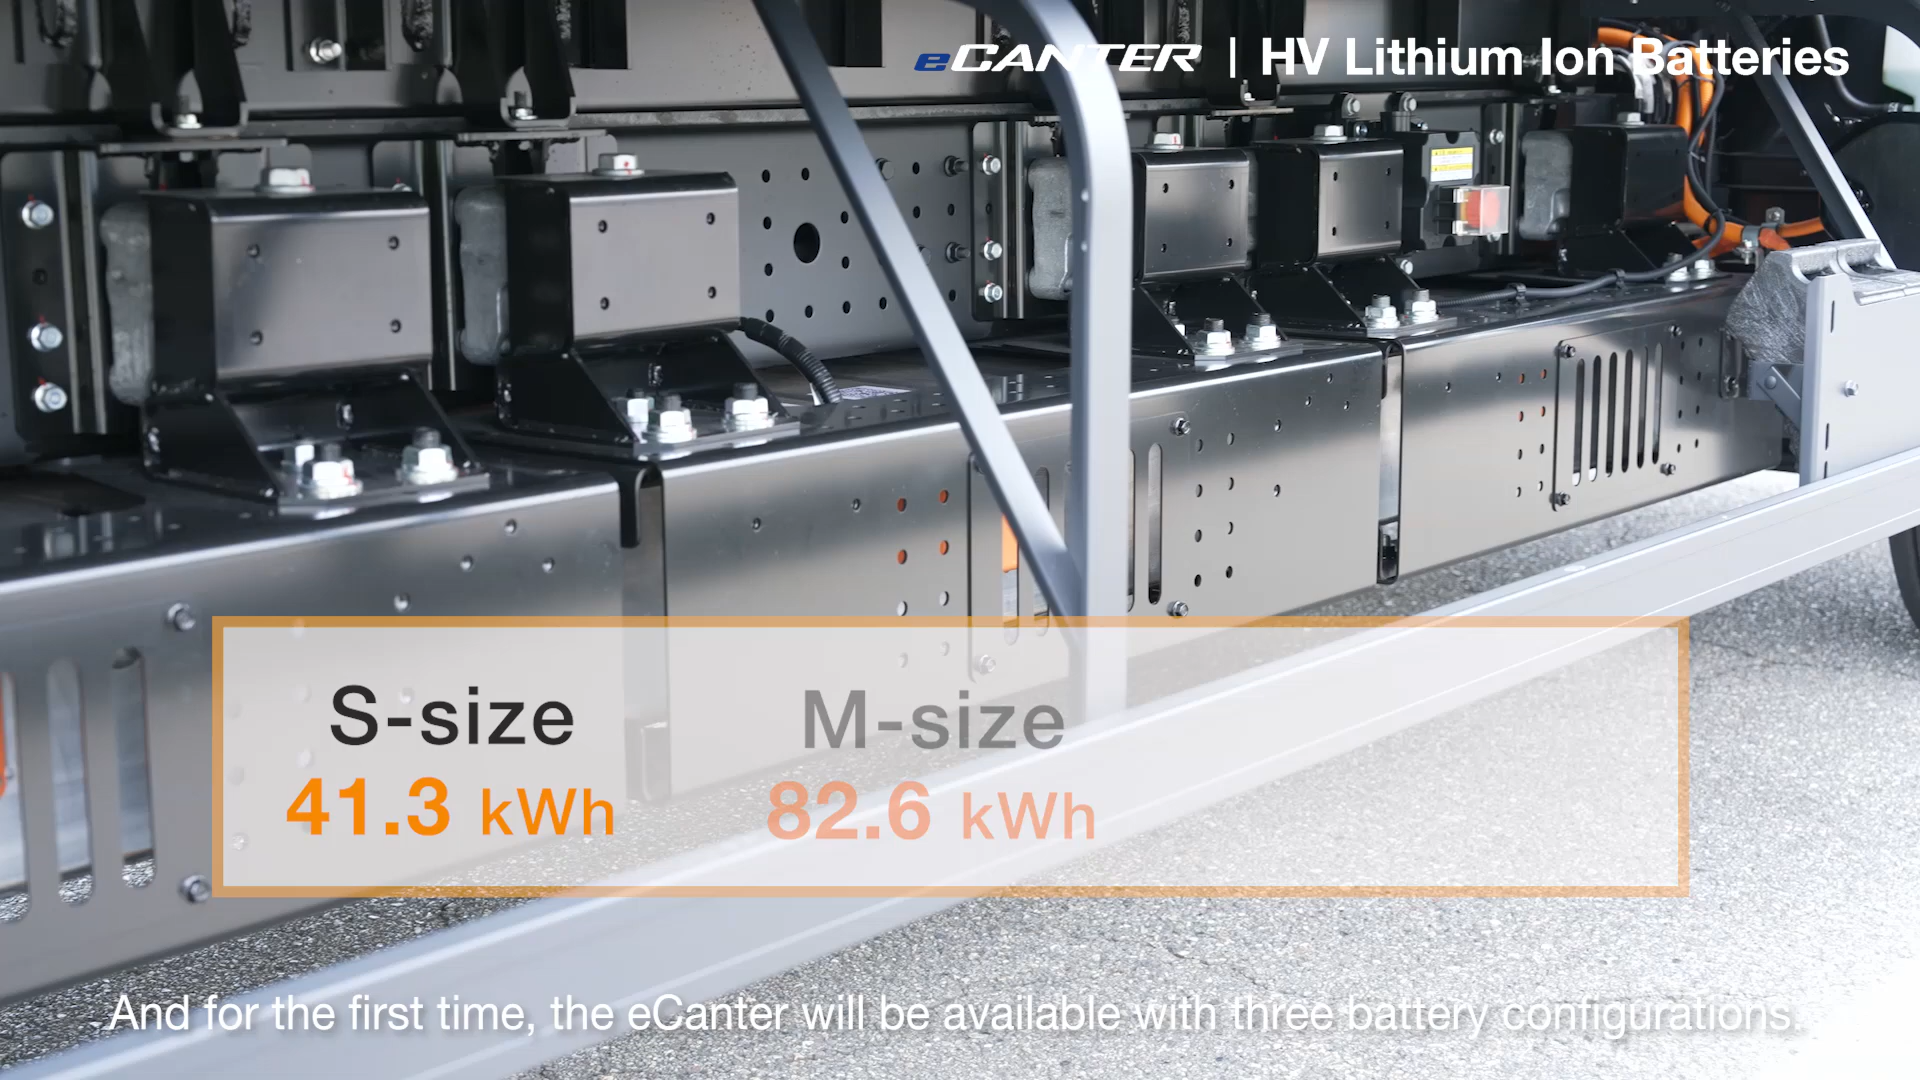 eCANTER | HV Lithium Ion Batteries
S-size M-size
41.3 kWh 82.6 kWh
And for the first time, the eCanter will be available with three battery configurations.